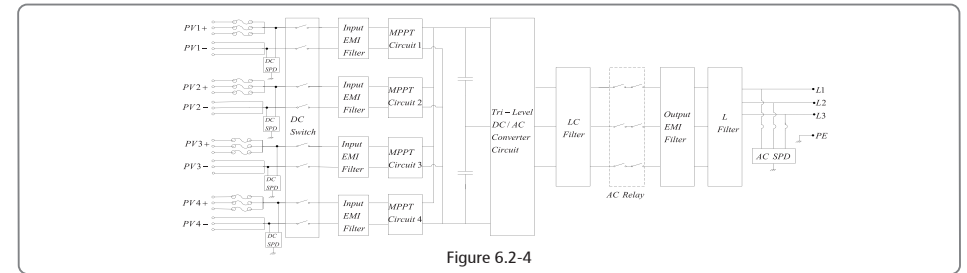 PV1+
PV1−
DC
SPD
PV2+
PV2−
DC
SPD
PV3+
PV3−
DC
SPD
PV4+
PV4−
DC
SPD
DC
Switch
Input
EMI
Filter
Input
EMI
Filter
Input
EMI
Filter
Input
EMI
Filter
MPPT
Circuit 1
MPPT
Circuit 2
MPPT
Circuit 3
MPPT
Circuit 4
Tri−Level
DC/AC
Converter
Circuit
LC
Filter
AC Relay
Output
EMI
Filter
L
Filter
L1
L2
L3
PE
AC SPD
Figure 6.2-4